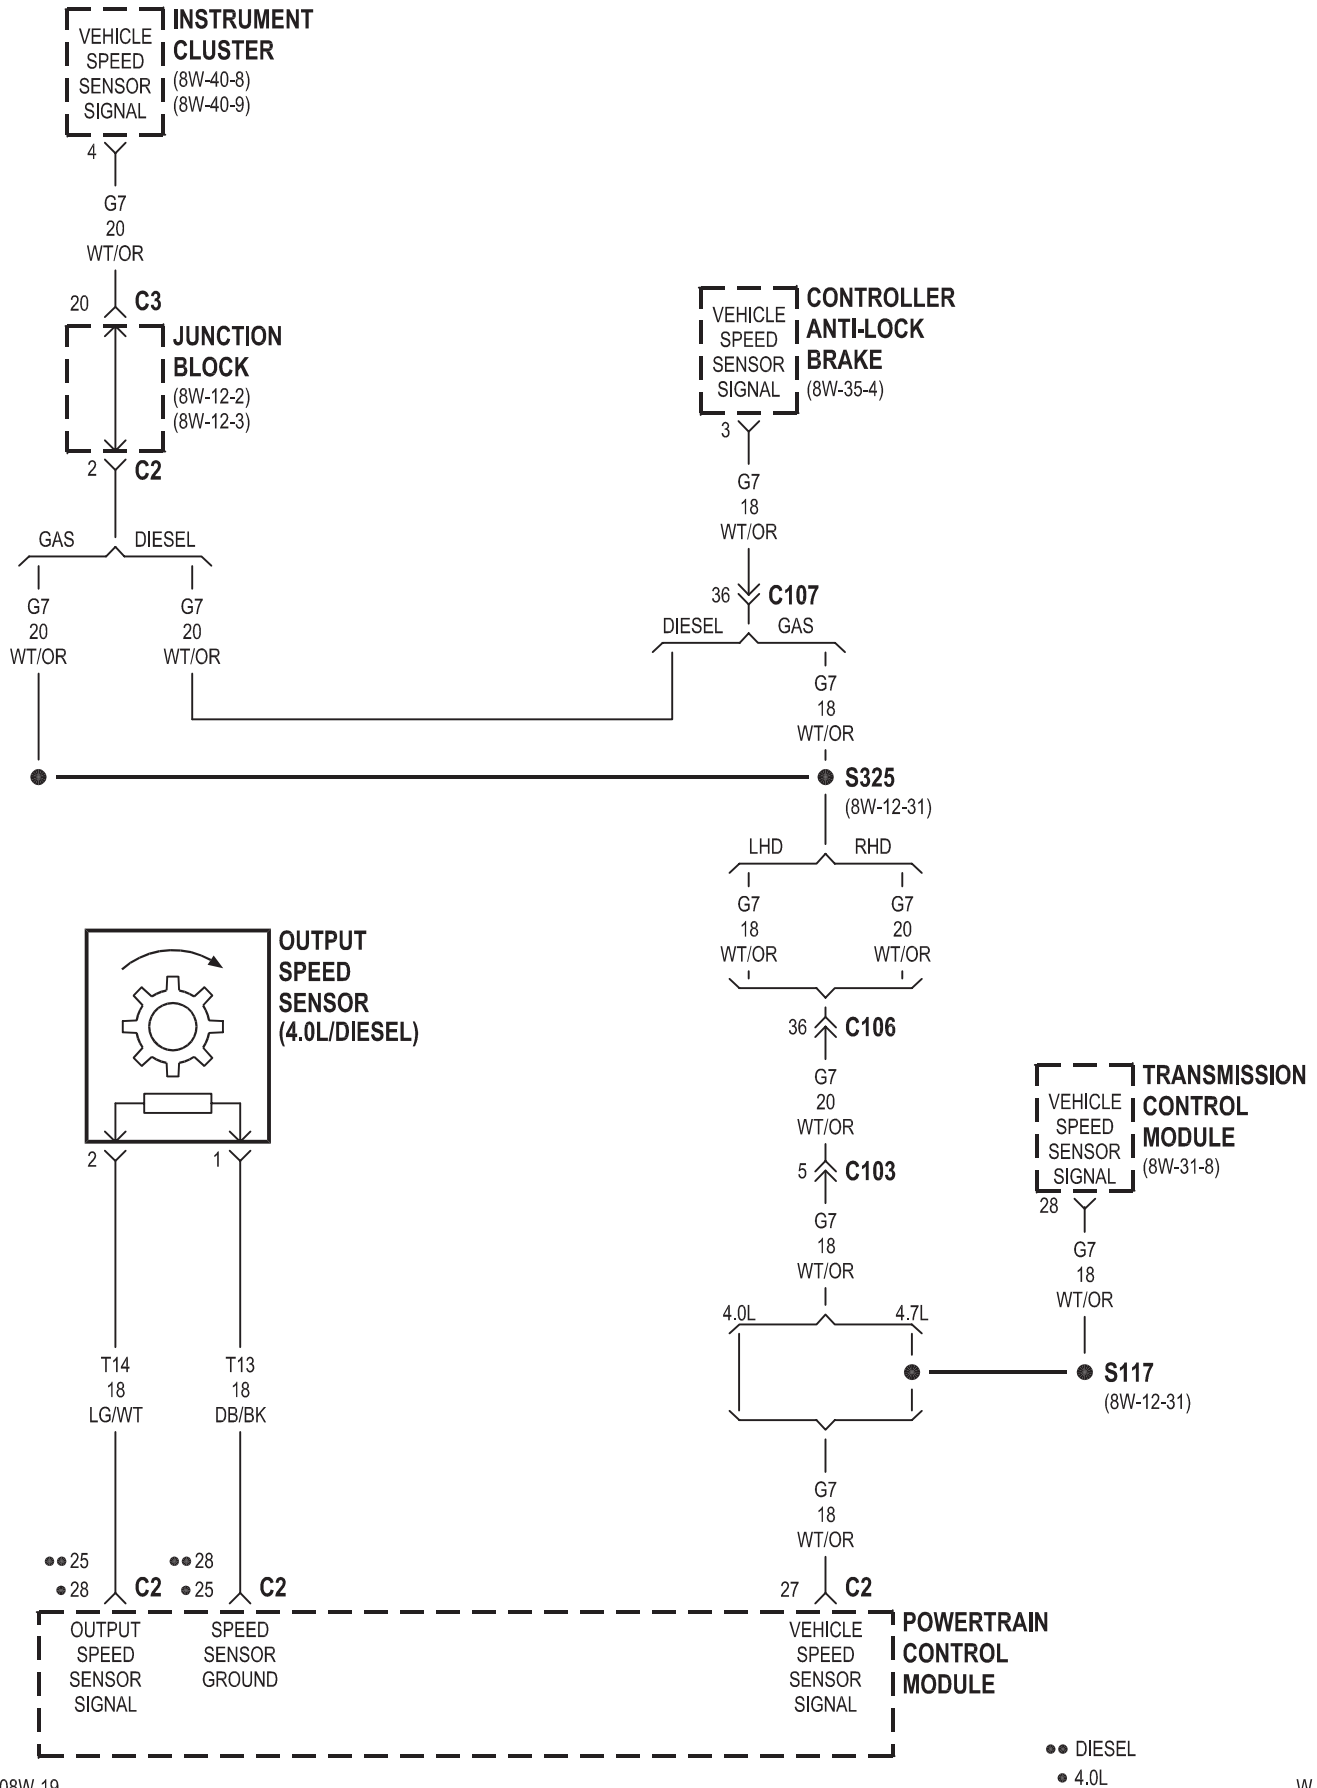 VEHICLE
SPEED
SENSOR
SIGNAL
INSTRUMENT
CLUSTER
(8W-40-8)
(8W-40-9)
4
G7
20
WT/OR
20
C3
JUNCTION
BLOCK
(8W-12-2)
(8W-12-3)
2
C2
GAS
DIESEL
G7
20
WT/OR
G7
20
WT/OR
VEHICLE
SPEED
SENSOR
SIGNAL
CONTROLLER
ANTI-LOCK
BRAKE
(8W-35-4)
3
G7
18
WT/OR
36
C107
DIESEL
GAS
G7
18
WT/OR
S325
(8W-12-31)
LHD
RHD
G7
18
WT/OR
G7
20
WT/OR
36
C106
G7
20
WT/OR
5
C103
G7
18
WT/OR
4.0L
4.7L
VEHICLE
SPEED
SENSOR
SIGNAL
TRANSMISSION
CONTROL
MODULE
(8W-31-8)
28
G7
18
WT/OR
S117
(8W-12-31)
G7
18
WT/OR
27
C2
OUTPUT
SPEED
SENSOR
(4.0L/DIESEL)
2
1
T14
18
LG/WT
T13
18
DB/BK
●●25
●28
C2
●●28
●25
C2
OUTPUT
SPEED
SENSOR
SIGNAL
SPEED
SENSOR
GROUND
VEHICLE
SPEED
SENSOR
SIGNAL
POWERTRAIN
CONTROL
MODULE
●● DIESEL
● 4.0L